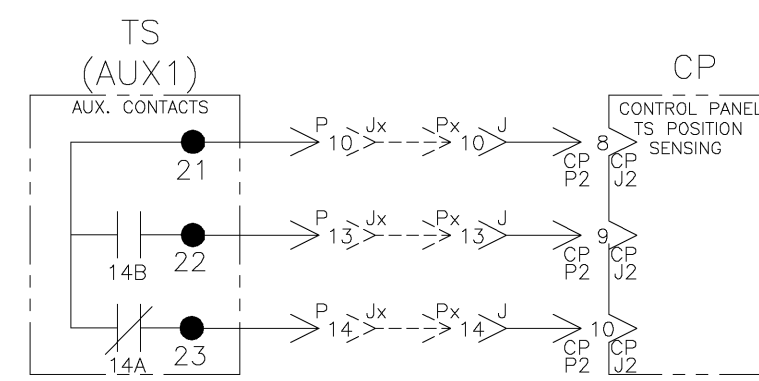 TS
(AUX1)
AUX. CONTACTS
CP
CONTROL PANEL
TS POSITION
SENSING
P 10 Jx Px 10 J 8
21
CP P2 CP J2
P 13 Jx Px 13 J 9
14B 22
CP P2 CP J2
P 14 Jx Px 14 J 10
14A 23
CP P2 CP J2